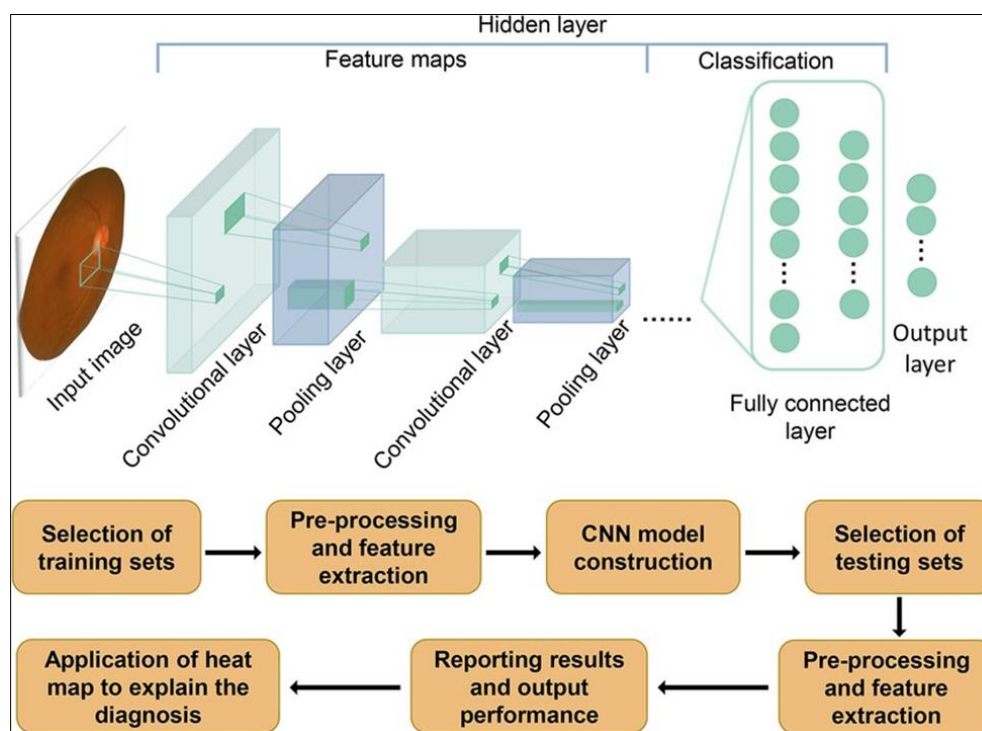 Hidden layer
Feature maps
Classification
Input image
Convolutional layer
Pooling layer
Convolutional layer
Pooling layer
......
Fully connected
layer
Output
layer
Selection of
training sets
Pre-processing
and feature
extraction
CNN model
construction
Selection of
testing sets
Pre-processing
and feature
extraction
Reporting results
and output
performance
Application of heat
map to explain the
diagnosis